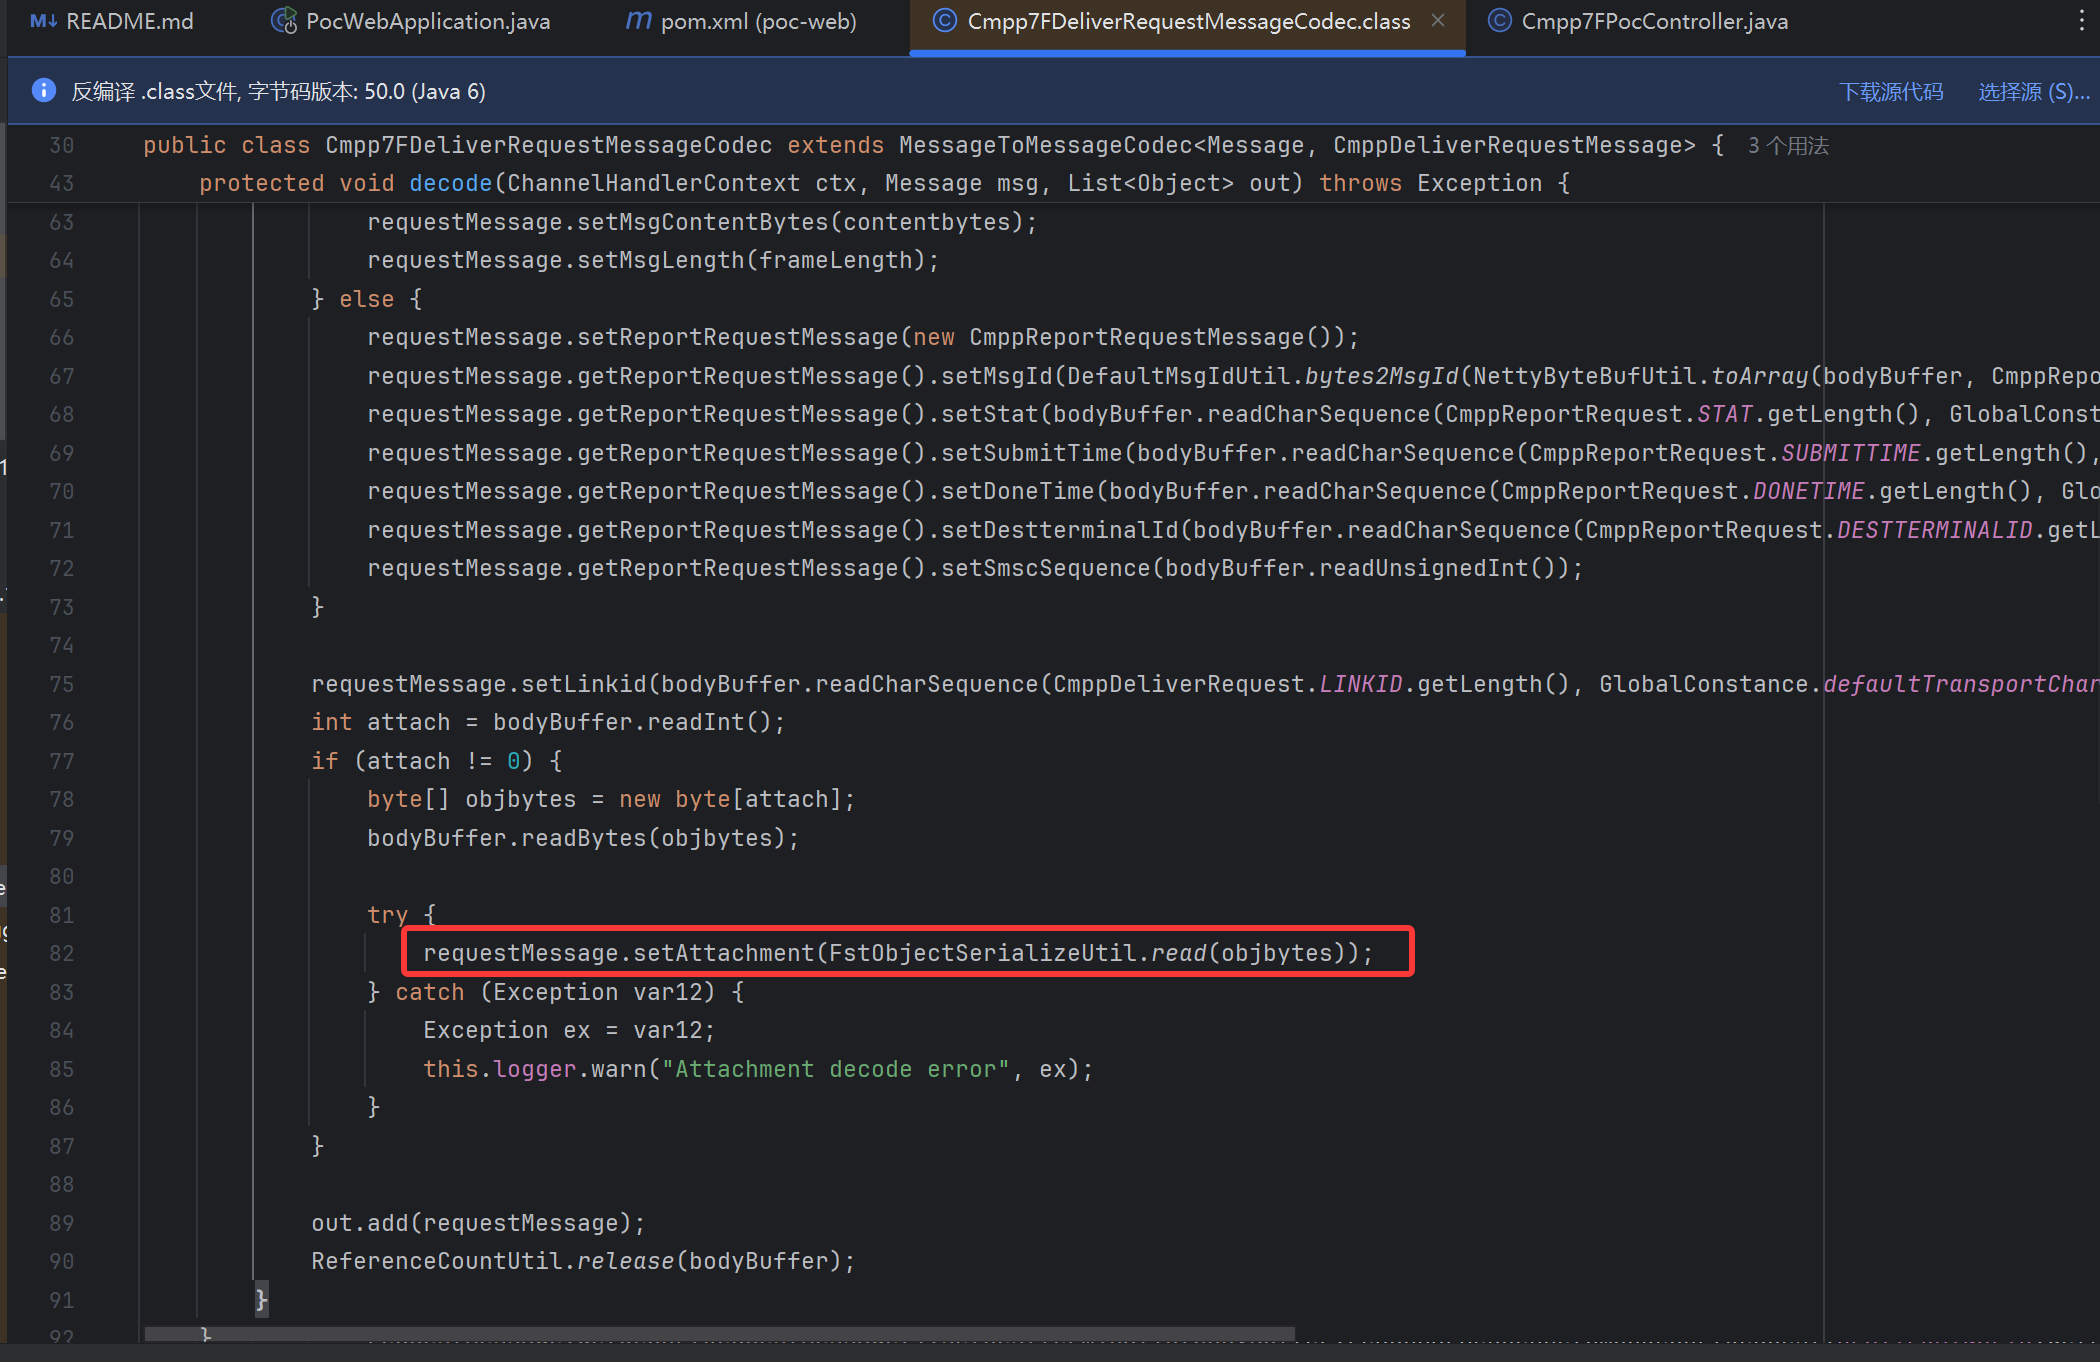 README.md
PocWebApplication.java
pom.xml (poc-web)
Cmpp7FDeliverRequestMessageCodec.class
Cmpp7FPocController.java
反编译 .class文件, 字节码版本: 50.0 (Java 6)
下载源代码 选择源 (S)...
30 public class Cmpp7FDeliverRequestMessageCodec extends MessageToMessageCodec<Message, CmppDeliverRequestMessage> { 3 个用法
43 protected void decode(ChannelHandlerContext ctx, Message msg, List<Object> out) throws Exception {
63 requestMessage.setMsgContentBytes(contentbytes);
64 requestMessage.setMsgLength(frameLength);
65 } else {
66 requestMessage.setReportRequestMessage(new CmppReportRequestMessage());
67 requestMessage.getReportRequestMessage().setMsgId(DefaultMsgIdUtil.bytes2MsgId(NettyByteBufUtil.toArray(bodyBuffer, CmppRepo
68 requestMessage.getReportRequestMessage().setStat(bodyBuffer.readCharSequence(CmppReportRequest.STAT.getLength(), GlobalConst
69 requestMessage.getReportRequestMessage().setSubmitTime(bodyBuffer.readCharSequence(CmppReportRequest.SUBMITTIME.getLength(),
70 requestMessage.getReportRequestMessage().setDoneTime(bodyBuffer.readCharSequence(CmppReportRequest.DONETIME.getLength(), Glo
71 requestMessage.getReportRequestMessage().setDestterminalId(bodyBuffer.readCharSequence(CmppReportRequest.DESTTERMINALID.getL
72 requestMessage.getReportRequestMessage().setSmscSequence(bodyBuffer.readUnsignedInt());
73 }
74
75 requestMessage.setLinkid(bodyBuffer.readCharSequence(CmppDeliverRequest.LINKID.getLength(), GlobalConstance.defaultTransportChar
76 int attach = bodyBuffer.readInt();
77 if (attach != 0) {
78 byte[] objbytes = new byte[attach];
79 bodyBuffer.readBytes(objbytes);
80
81 try {
82 requestMessage.setAttachment(FstObjectSerializeUtil.read(objbytes));
83 } catch (Exception var12) {
84 Exception ex = var12;
85 this.logger.warn("Attachment decode error", ex);
86 }
87 }
88
89 out.add(requestMessage);
90 ReferenceCountUtil.release(bodyBuffer);
91 }
92 }